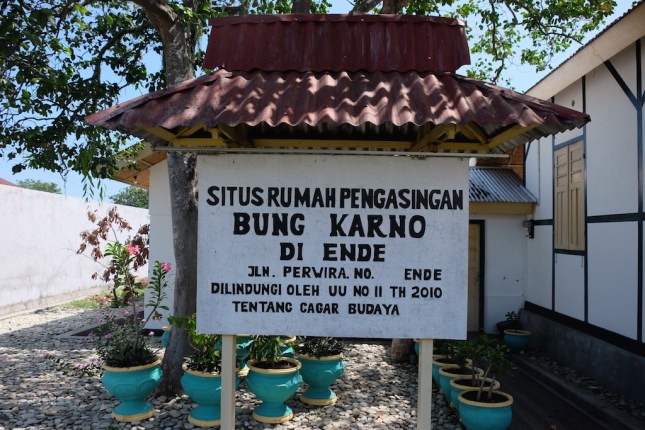 SITUS RUMAH PENGASINGAN
BUNG KARNO
DI ENDE
JLN. PERWIRA. NO. ENDE
DILINDUNGI OLEH UU NO 11 TH 2010
TENTANG CAGAR BUDAYA